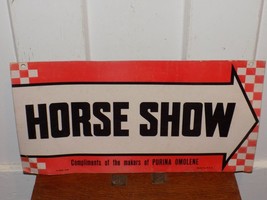 HORSE SHOW
Compliments of the makers of PURINA OMOLENE